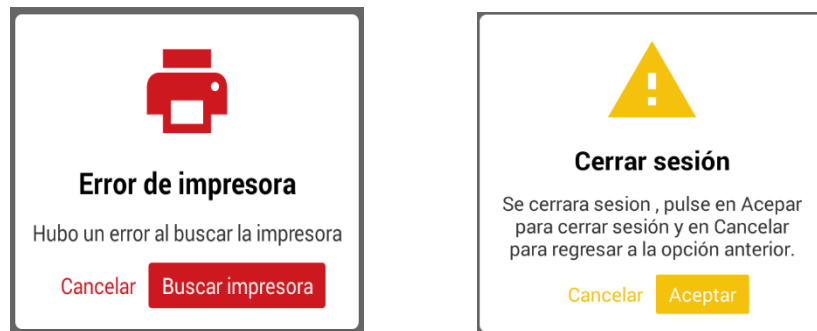 Error de impresora
Hubo un error al buscar la impresora
Cancelar Buscar impresora
Cerrar sesión
Se cerrara sesion , pulse en Acepar
para cerrar sesión y en Cancelar
para regresar a la opción anterior.
Cancelar Aceptar